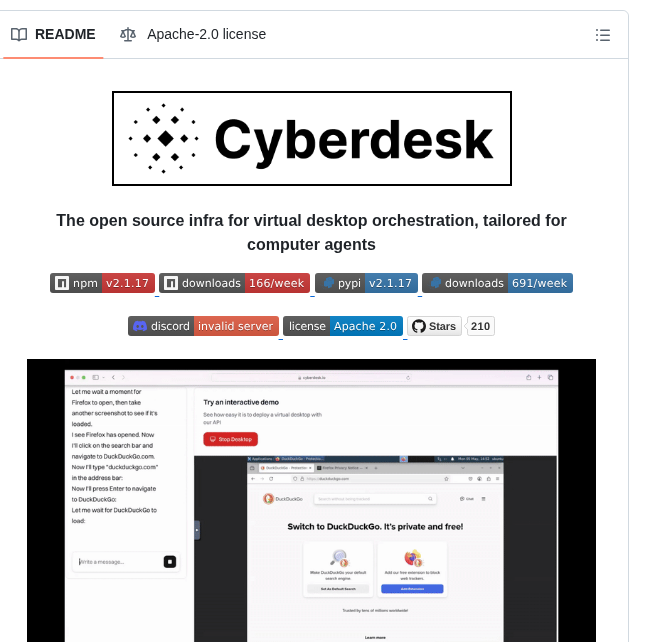 README
Apache-2.0 license
Cyberdesk
The open source infra for virtual desktop orchestration, tailored for
computer agents
npm v2.1.17 downloads 166/week pypi v2.1.17 downloads 691/week
discord invalid server license Apache 2.0 Stars 210
cyberdesk.io
Let me wait a moment for
Firefox to open, then take
another screenshot to see if it's
loaded.
I see Firefox has opened. Now
I'll click on the search bar and
navigate to DuckDuckGo.com.
Now I'll type "duckduckgo.com"
in the address bar:
Now I'll press Enter to navigate
to DuckDuckGo:
Let me wait for DuckDuckGo to
load:
Write a message...
Try an interactive demo
See how easy it is to deploy a virtual desktop with
our API
Stop Desktop
Applications
DuckDuckGo
DuckDuckGo
Switch to DuckDuckGo. It's private and free!
Make DuckDuckGo your default
search engine.
Set As Default Search
Add our free extension to block
web trackers.
Add Extension
Trusted by tens of millions worldwide!
Learn more